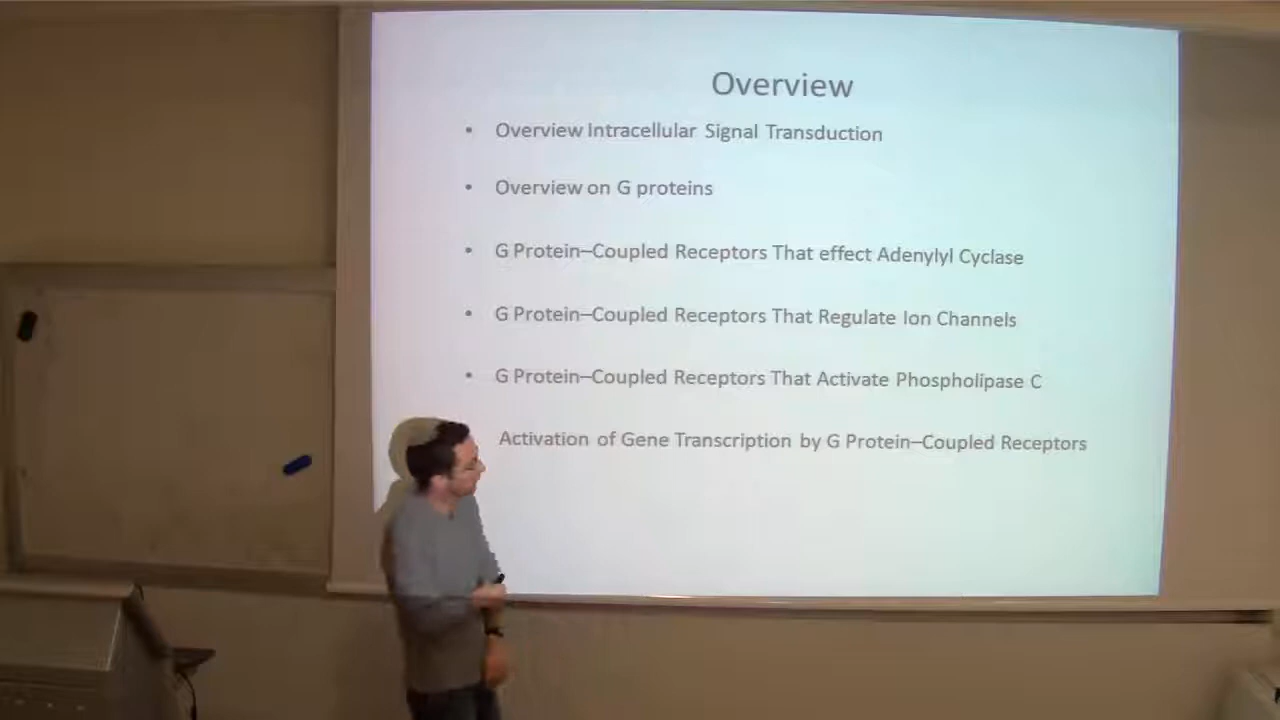 Overview
• Overview Intracellular Signal Transduction
• Overview on G proteins
• G Protein–Coupled Receptors That effect Adenylyl Cyclase
• G Protein–Coupled Receptors That Regulate Ion Channels
• G Protein–Coupled Receptors That Activate Phospholipase C
Activation of Gene Transcription by G Protein–Coupled Receptors